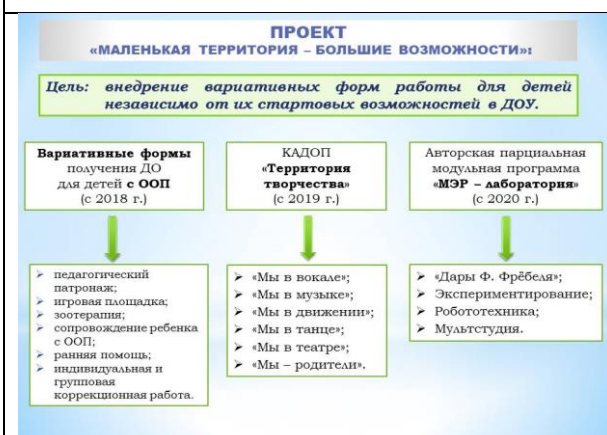 ПРОЕКТ
«МАЛЕНЬКАЯ ТЕРРИТОРИЯ – БОЛЬШИЕ ВОЗМОЖНОСТИ»:
Цель: внедрение вариативных форм работы для детей
независимо от их стартовых возможностей в ДОУ.
Вариативные формы
получения ДО
для детей с ООП
(с 2018 г.)
педагогический
патронаж;
игровая площадка;
зоотерапия;
сопровождение ребенка
с ООП;
ранняя помощь;
индивидуальная и
групповая
коррекционная работа.
КАДОП
«Территория
творчества»
(с 2019 г.)
«Мы в вокале»;
«Мы в музыке»;
«Мы в движении»;
«Мы в танце»;
«Мы в театре»;
«Мы – родители».
Авторская парциальная
модульная программа
«МЭР – лаборатория»
(с 2020 г.)
«Дары Ф. Фрёбеля»;
Экспериментирование;
Робототехника;
Мультстудия.